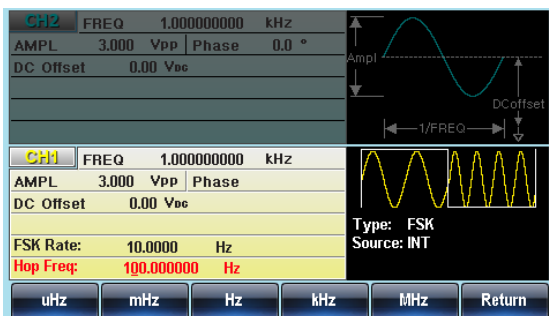 CH2 FREQ 1.000000000 kHz
AMPL 3.000 Vpp Phase 0.0 °
DC Offset 0.00 VDC
Ampl
DCoffset
1/FREQ
CH1 FREQ 1.000000000 kHz
AMPL 3.000 Vpp Phase
DC Offset 0.00 VDC
FSK Rate: 10.0000 Hz
Hop Freq: 100.000000 Hz
Type: FSK
Source: INT
uHz mHz Hz kHz MHz Return